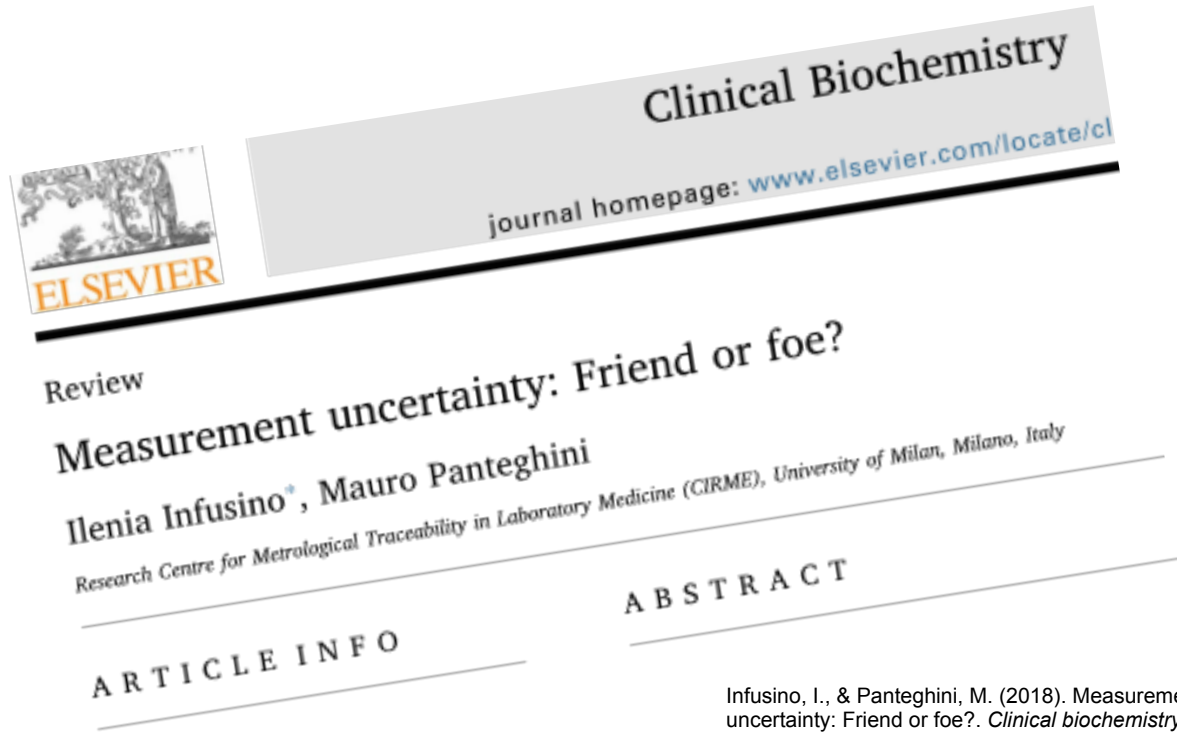 Clinical Biochemistry
journal homepage: www.elsevier.com/locate/cl
ELSEVIER
Review
Measurement uncertainty: Friend or foe?
Ilenia Infusino*, Mauro Panteghini
Research Centre for Metrological Traceability in Laboratory Medicine (CIRME), University of Milan, Milano, Italy
ARTICLE INFO
ABSTRACT
Infusino, I., & Panteghini, M. (2018). Measureme
uncertainty: Friend or foe?. Clinical biochemistry